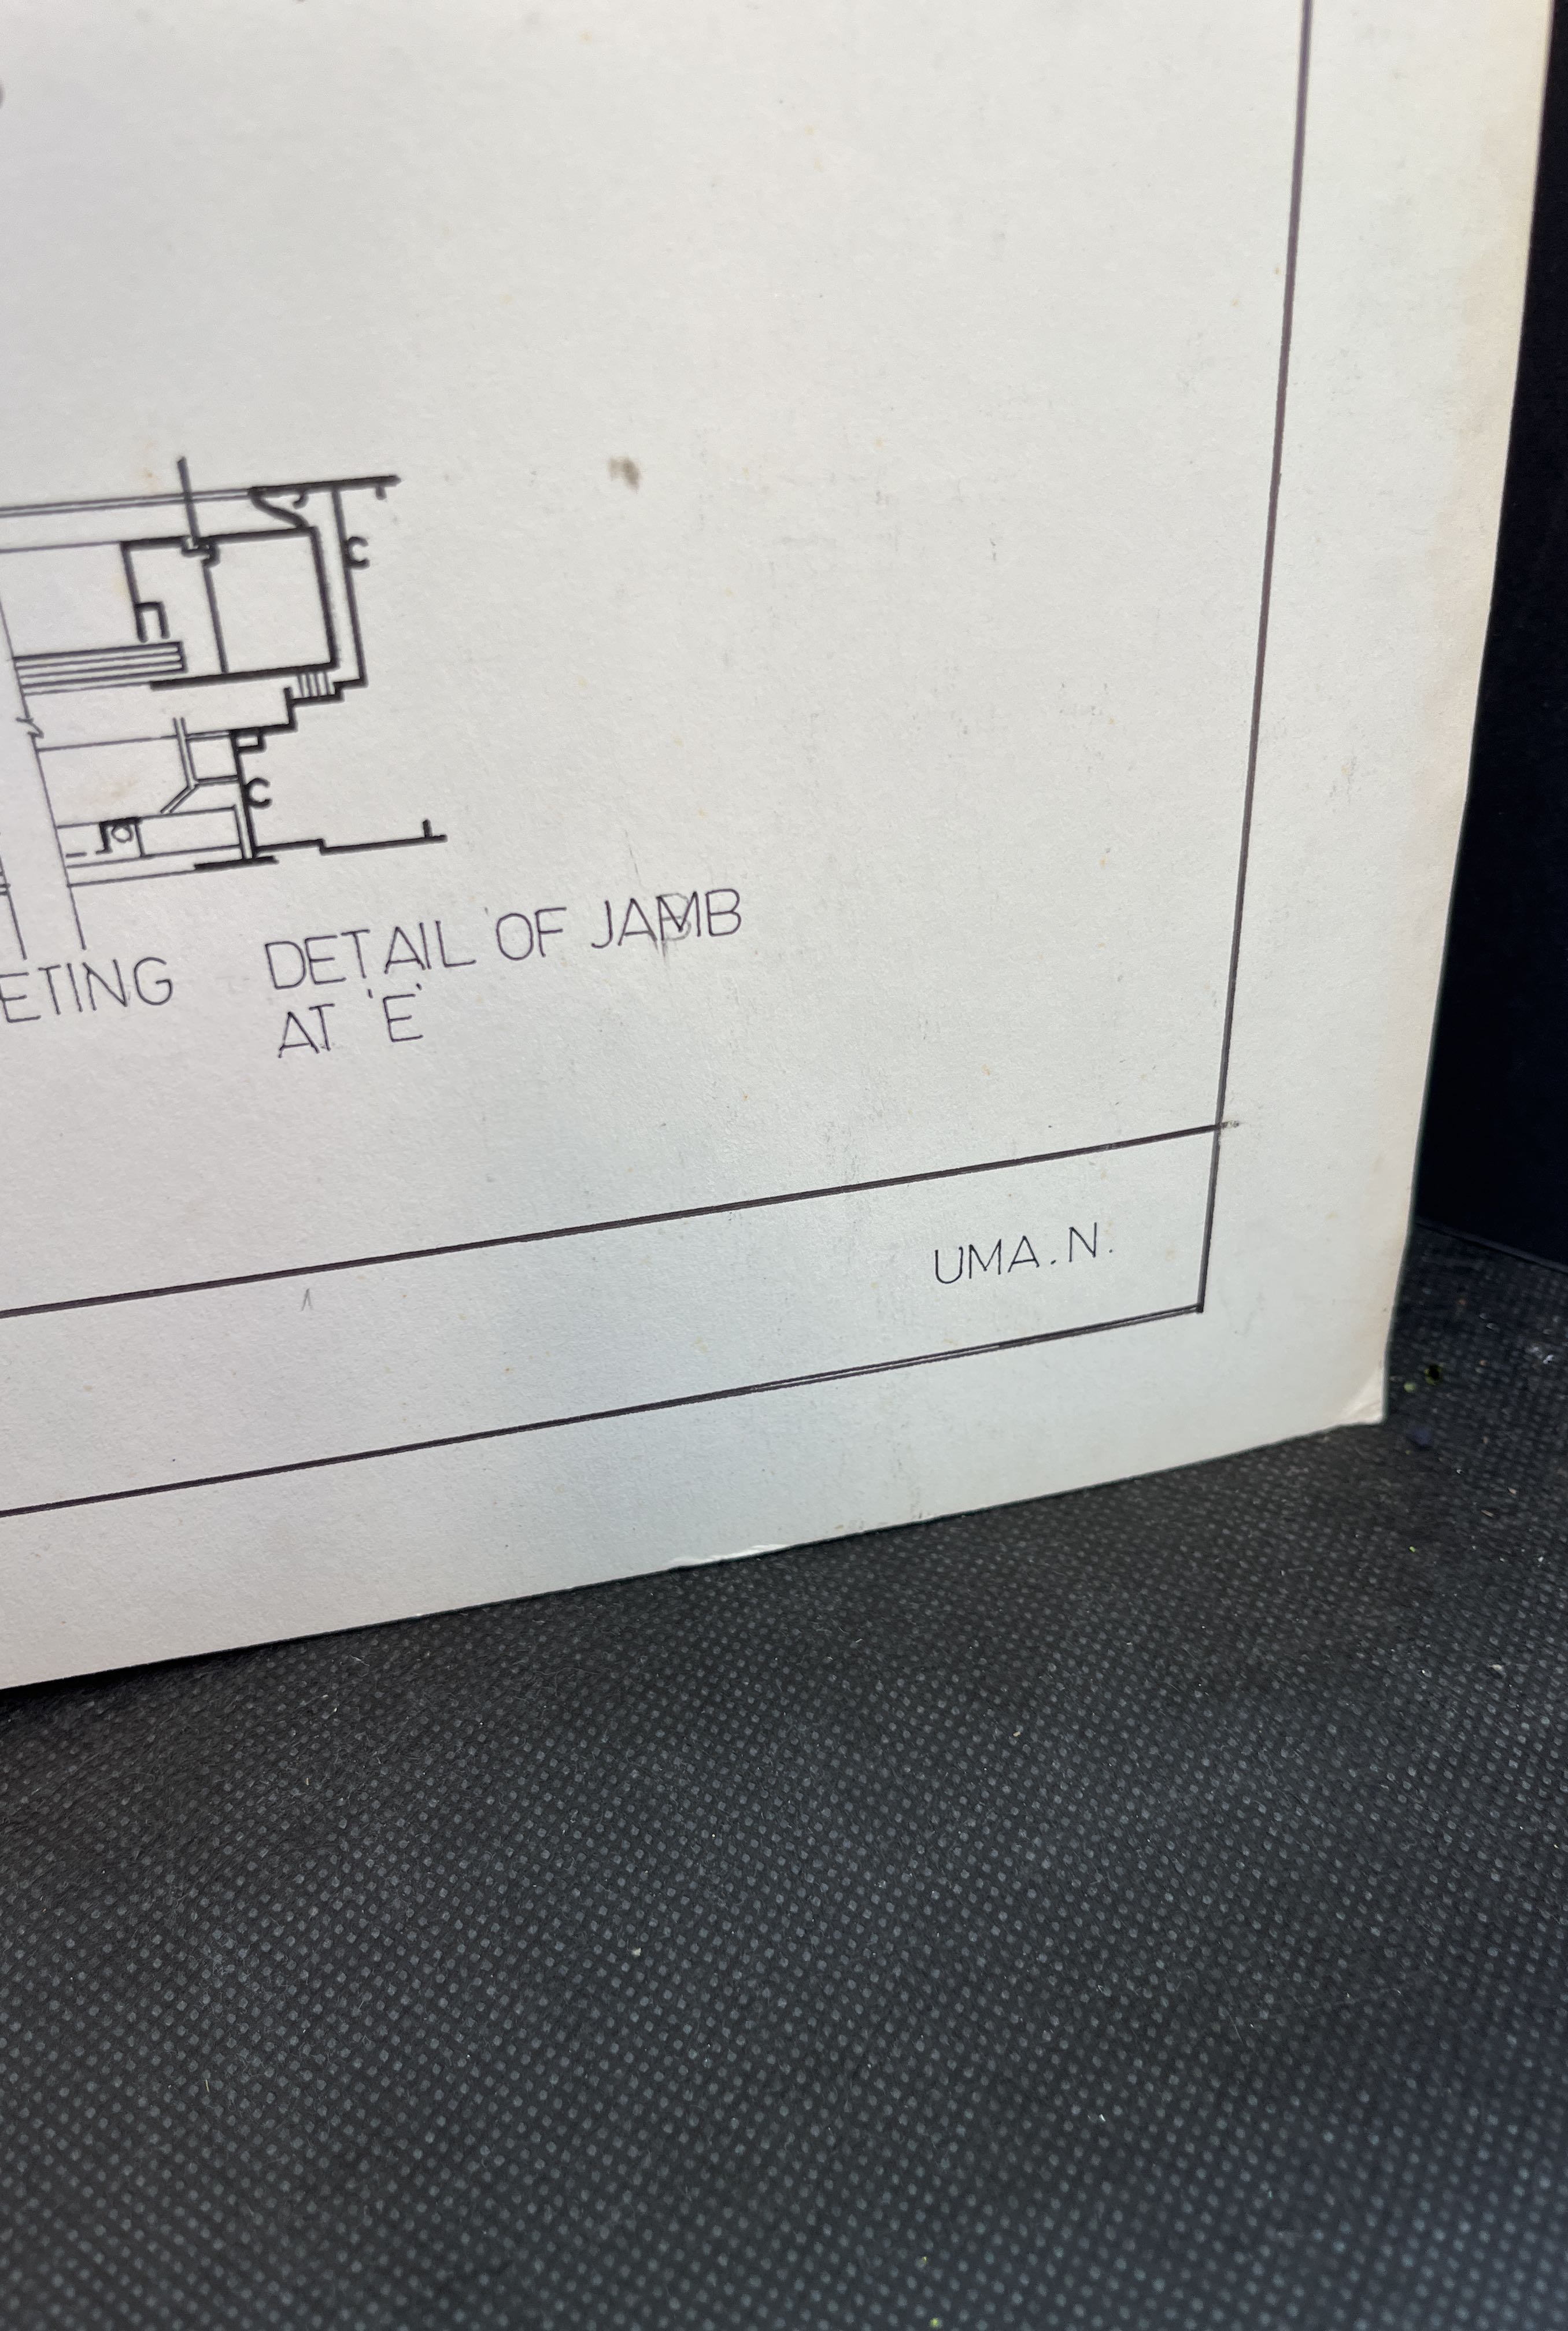 ETING
DETAIL OF JAMB
AT 'E'
UMA.N.